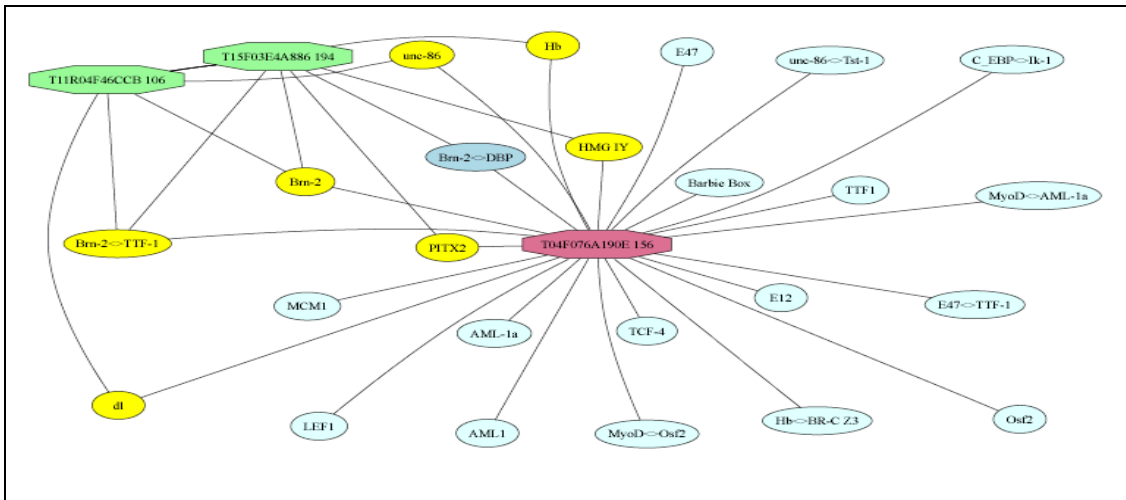 Hb
T15F03E4A886 194
unc-86
E47
unc-86<>Tst-1
C_EBP<>Ik-1
T11R04F46CCB 106
HMG IY
Brn-2<>DBP
Brn-2
Barbie Box
TTF1
MyoD<>AML-1a
Brn-2<>TTF-1
PITX2
T04F076A190E 156
MCM1
E12
E47<>TTF-1
AML-1a
TCF-4
dl
LEF1
AML1
MyoD<>Osf2
Hb<>BR-C Z3
Osf2